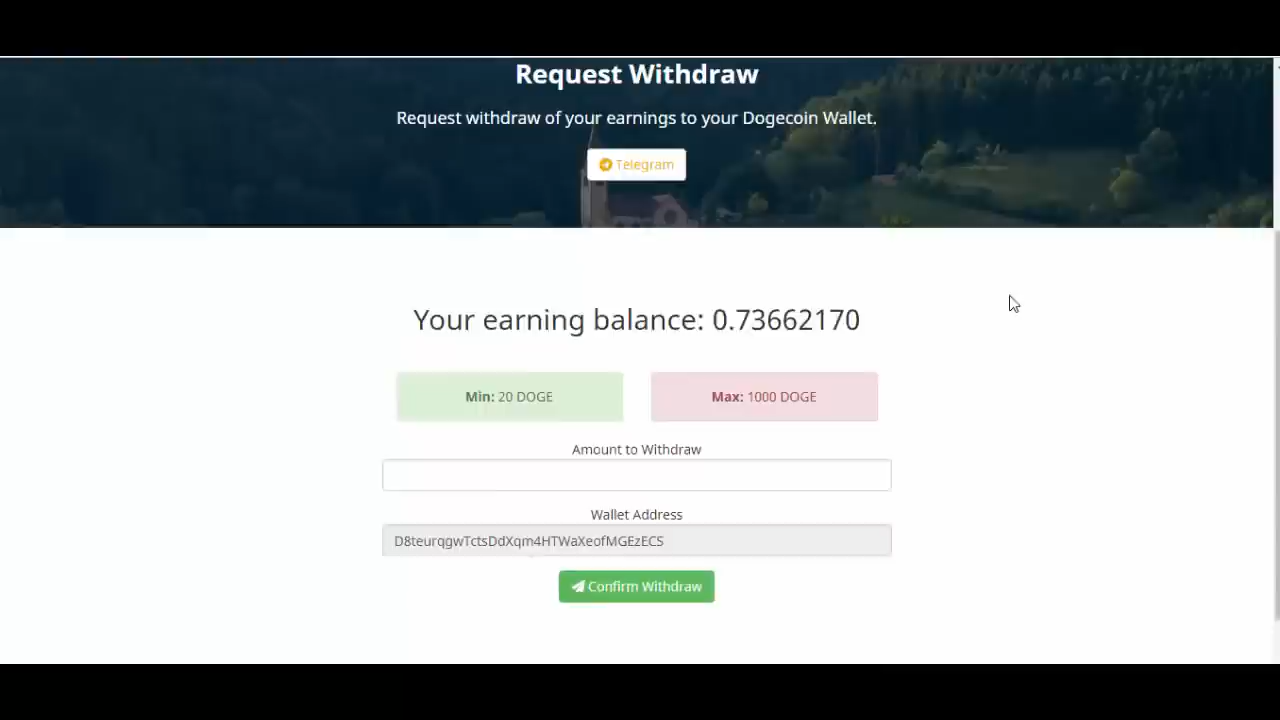 Request Withdraw
Request withdraw of your earnings to your Dogecoin Wallet.
Telegram
Your earning balance: 0.73662170
Min: 20 DOGE
Max: 1000 DOGE
Amount to Withdraw
Wallet Address
D8teurqgwTctsDdXqm4HTWaXeofMGEzECS
Confirm Withdraw